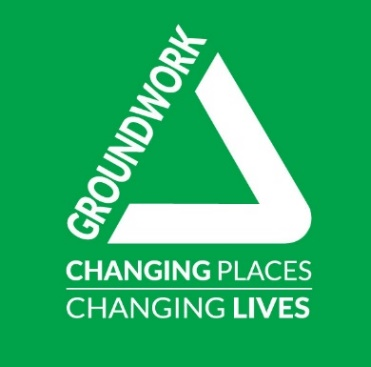 GROUNDWORK
CHANGING PLACES
CHANGING LIVES